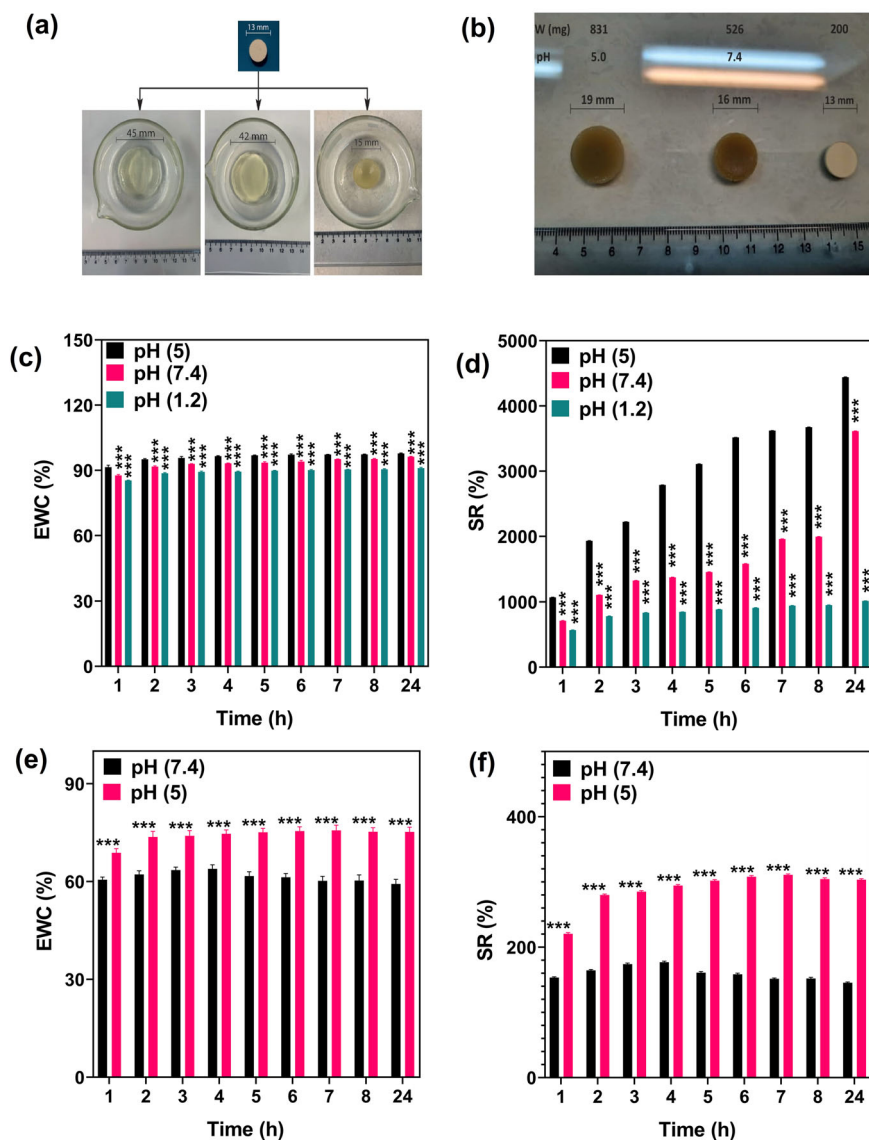 (a)
13 mm
45 mm
42 mm
15 mm
(b)
W (mg) 831 526 200
pH 5.0 7.4
19 mm 16 mm 13 mm
4 5 6 7 8 9 10 11 12 13 14 15
(c)
pH (5)
pH (7.4)
pH (1.2)
EWC (%)
150
120
90
60
30
0
*** *** *** *** *** *** *** *** ***
*** *** *** *** *** *** *** *** ***
1 2 3 4 5 6 7 8 24
Time (h)
(d)
pH (5)
pH (7.4)
pH (1.2)
SR (%)
5000
4000
3000
2000
1000
0
*** *** *** *** *** *** *** *** ***
*** *** *** *** *** *** *** *** ***
1 2 3 4 5 6 7 8 24
Time (h)
(e)
pH (7.4)
pH (5)
EWC (%)
90
60
30
0
*** *** *** *** *** *** *** *** ***
1 2 3 4 5 6 7 8 24
Time (h)
(f)
pH (7.4)
pH (5)
SR (%)
400
200
0
*** *** *** *** *** *** *** *** ***
1 2 3 4 5 6 7 8 24
Time (h)